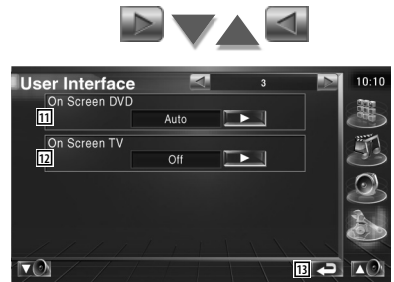 User Interface
3
10:10
On Screen DVD
11
Auto
On Screen TV
12
Off
13